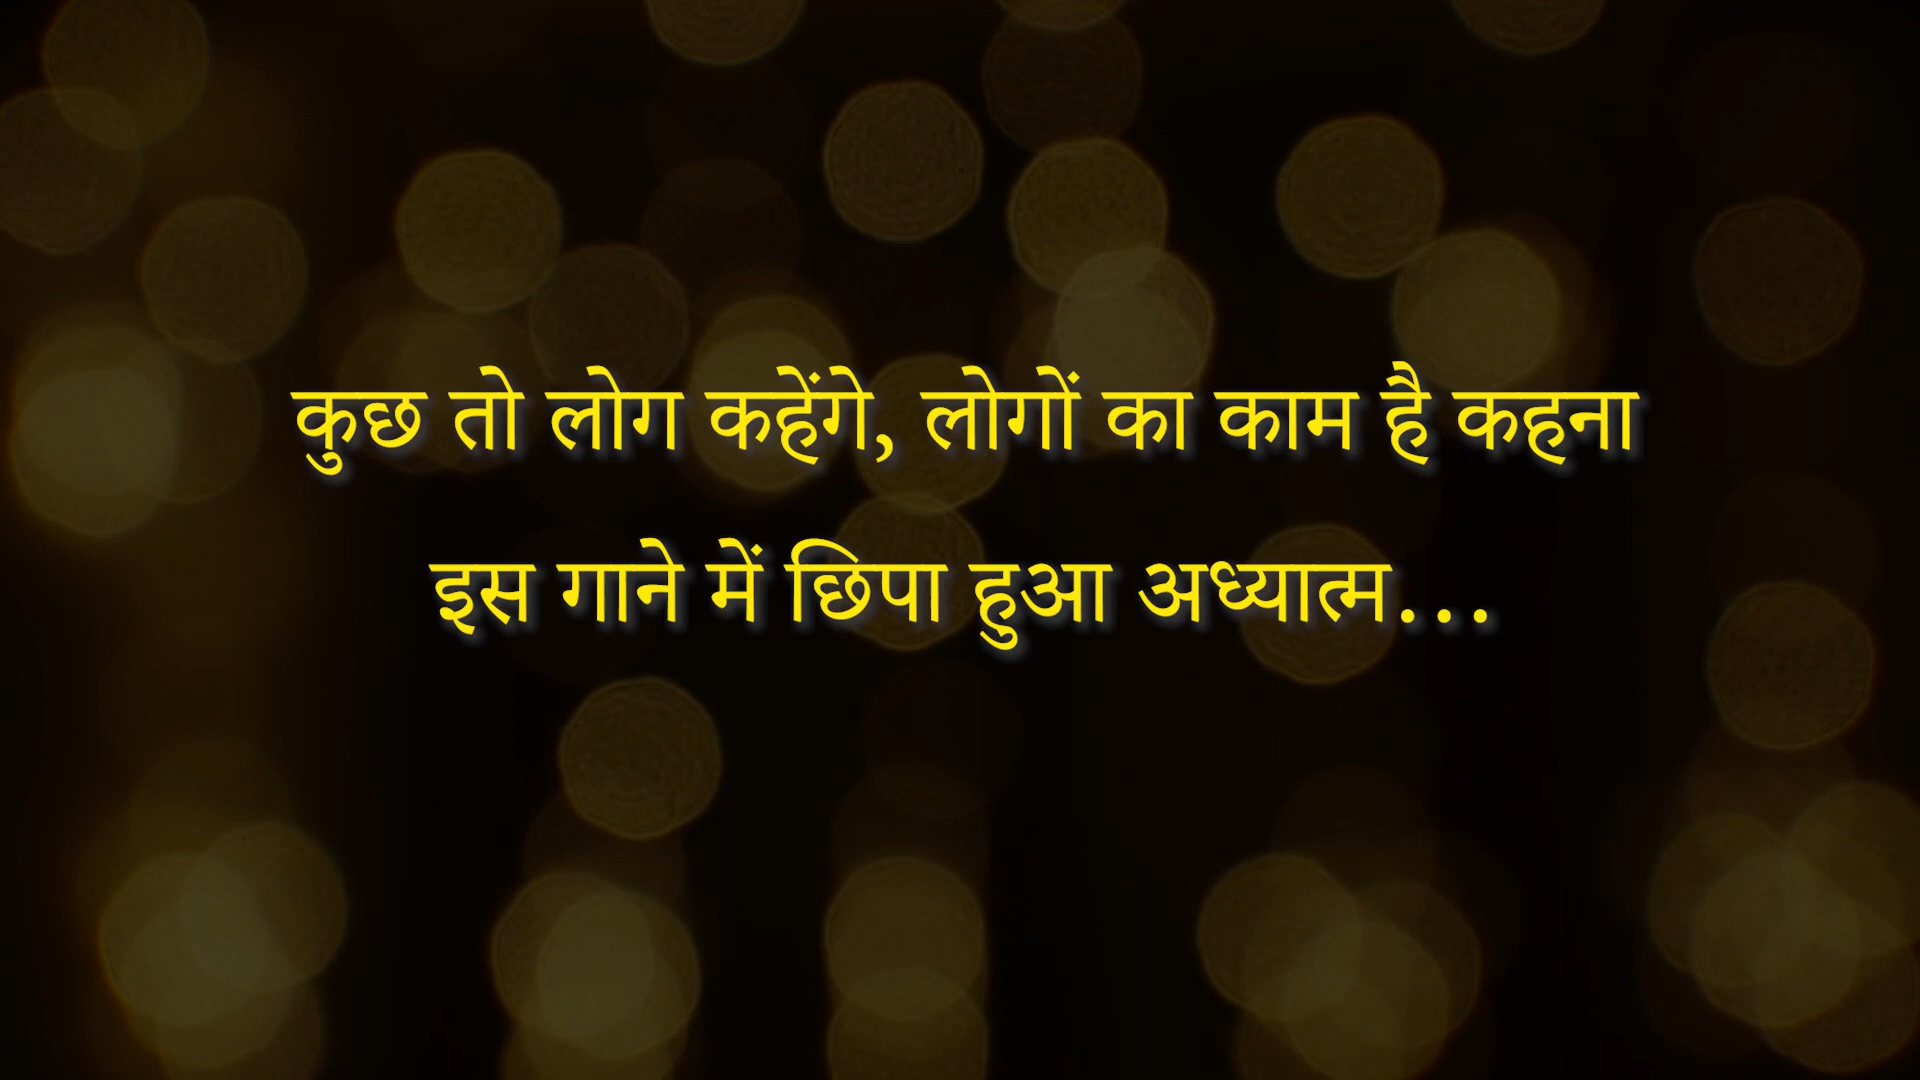 कुछ तो लोग कहेंगे, लोगों का काम है कहना
इस गाने में छिपा हुआ अध्यात्म...